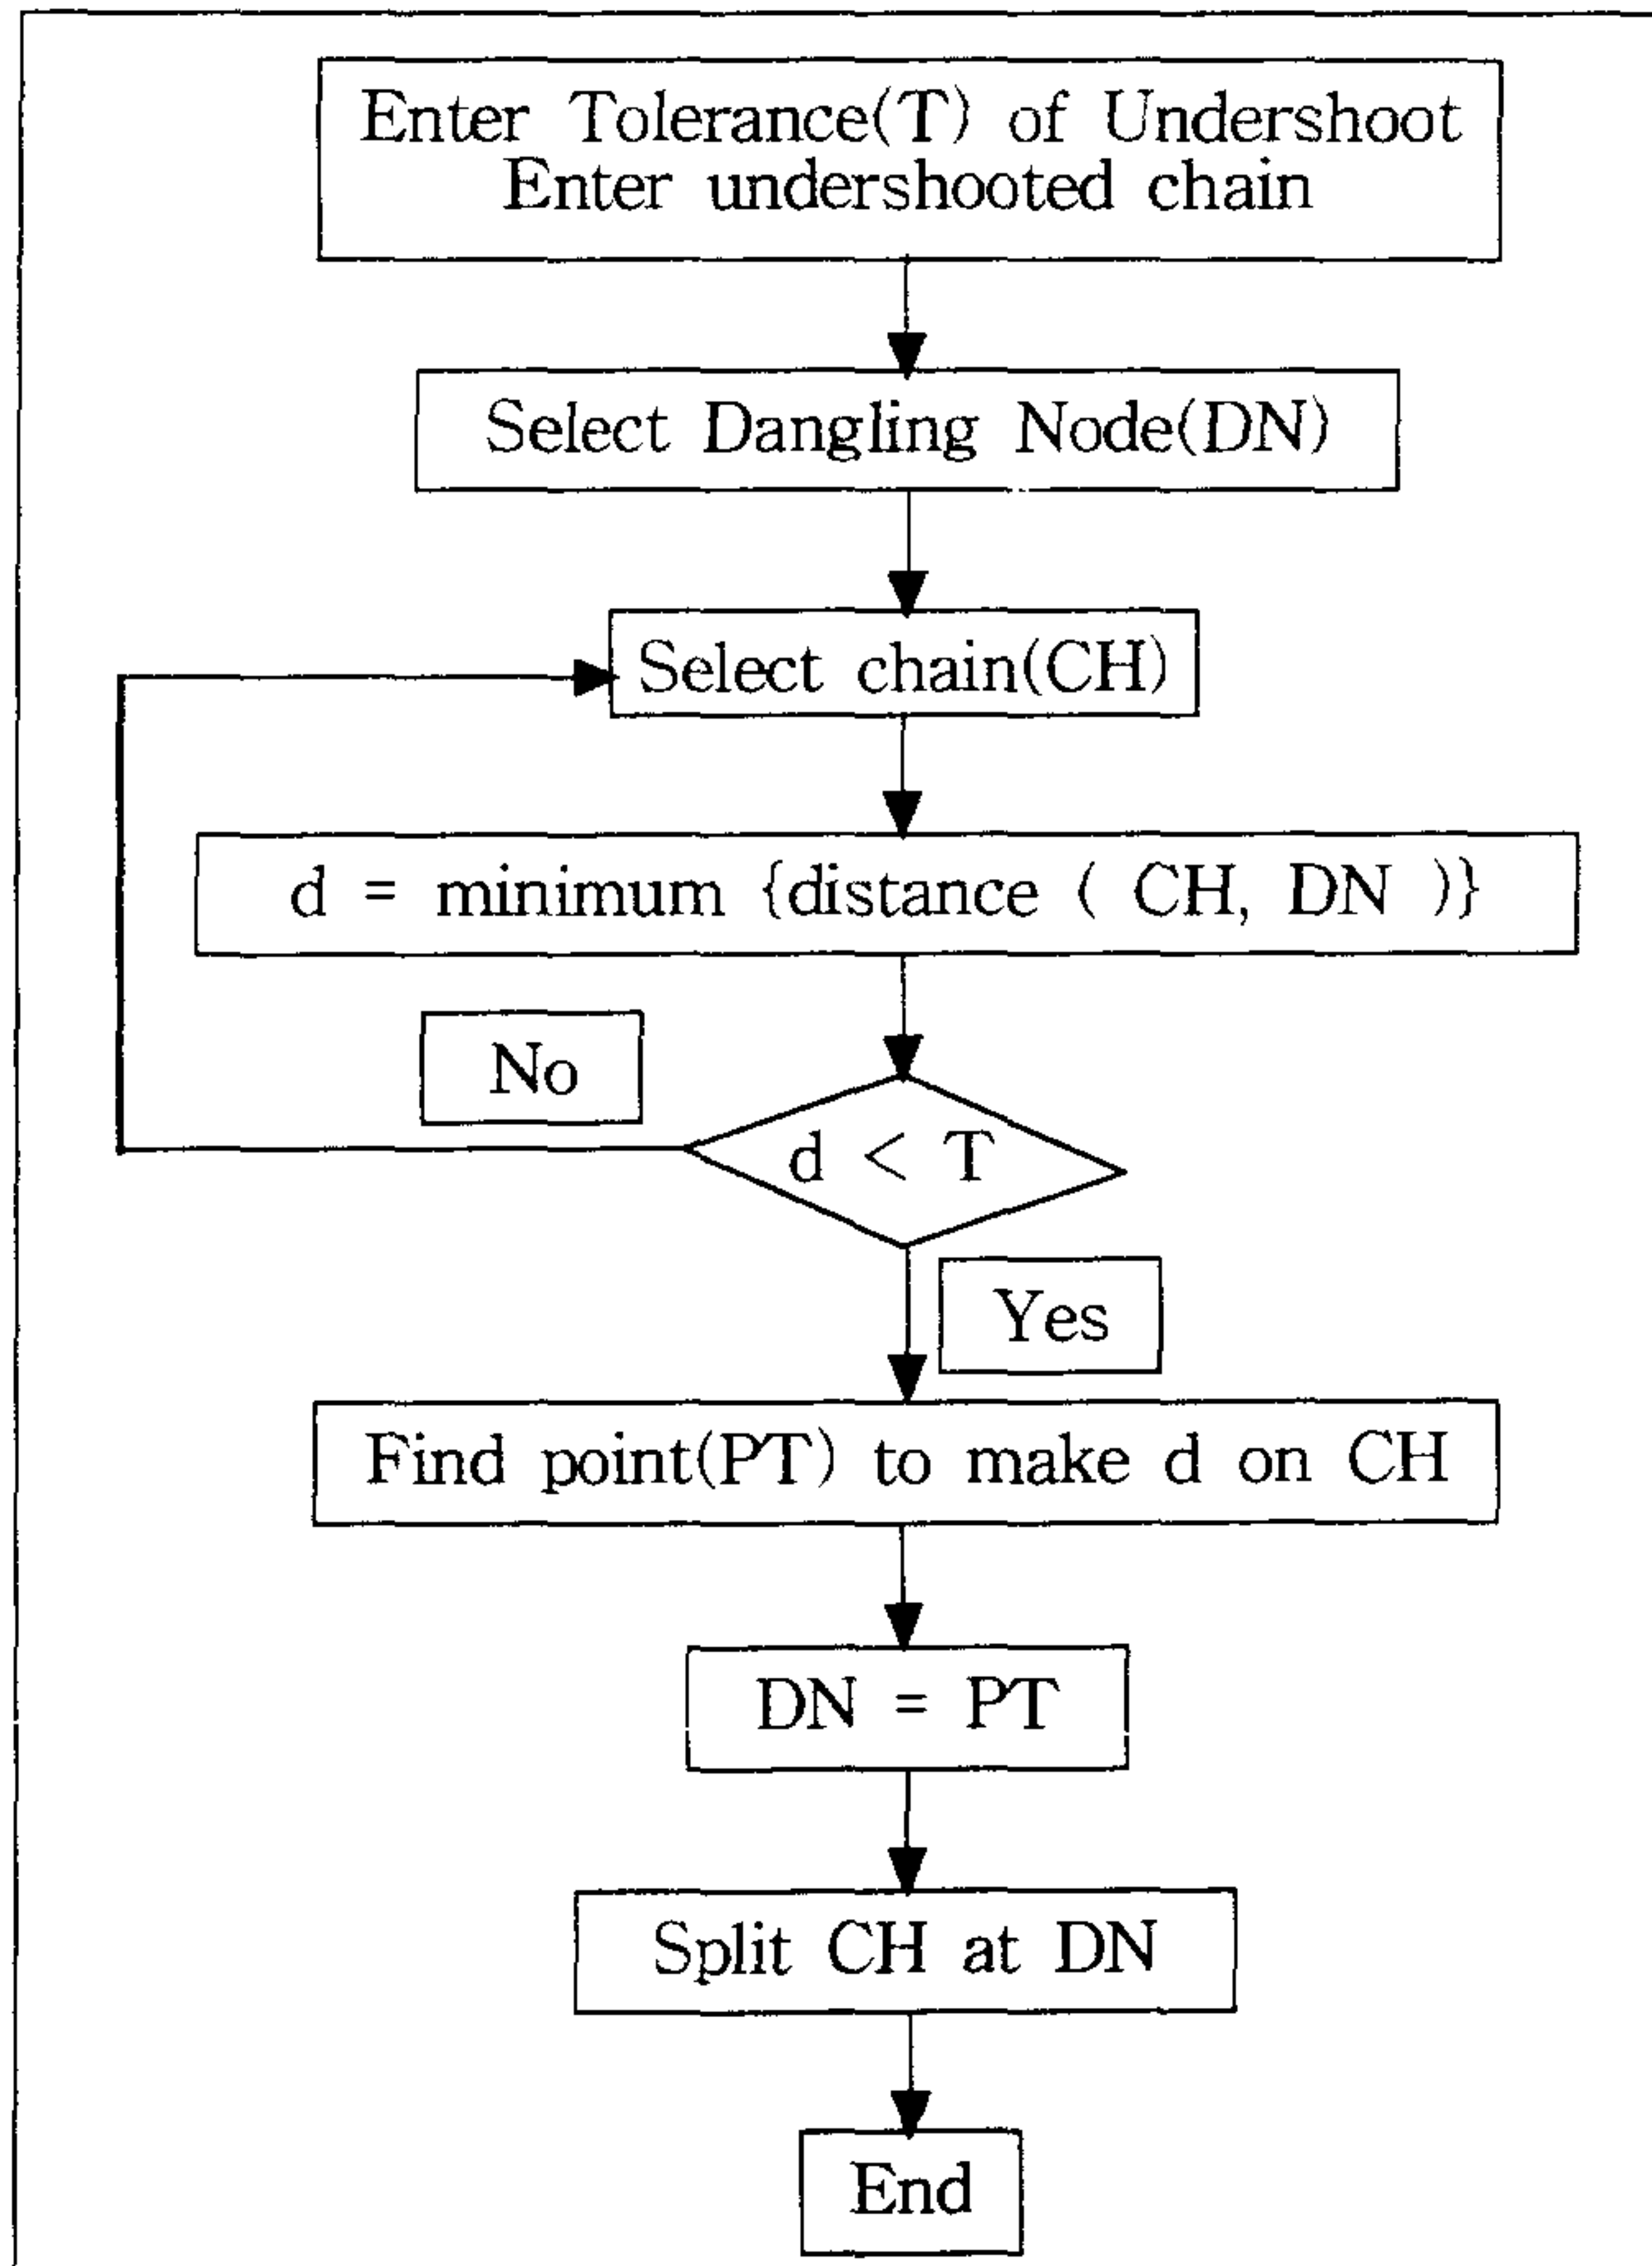 Enter Tolerance(T) of Undershoot
Enter undershooted chain
Select Dangling Node(DN)
Select chain(CH)
d = minimum {distance ( CH, DN )}
No
d < T
Yes
Find point(PT) to make d on CH
DN = PT
Split CH at DN
End